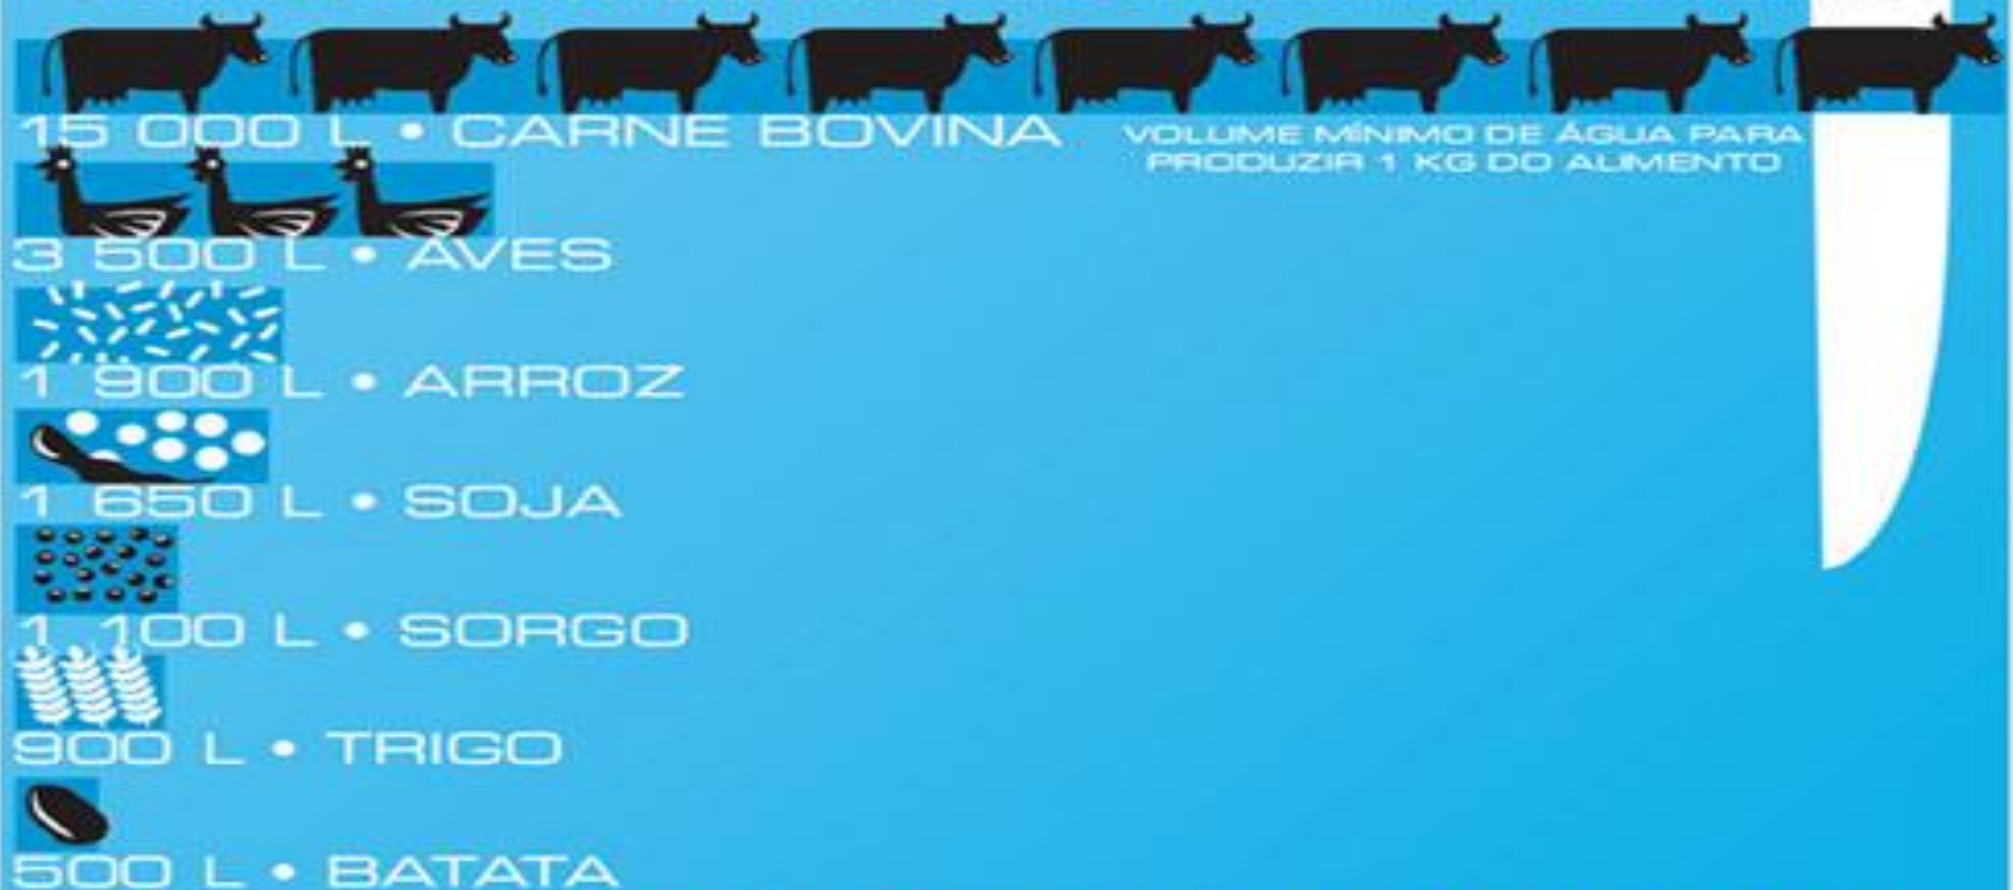 15 000 L • CARNE BOVINA
VOLUME MÍNIMO DE ÁGUA PARA
PRODUZIR 1 KG DO ALIMENTO
3 500 L • AVES
1 900 L • ARROZ
1 650 L • SOJA
1 100 L • SORGO
900 L • TRIGO
500 L • BATATA